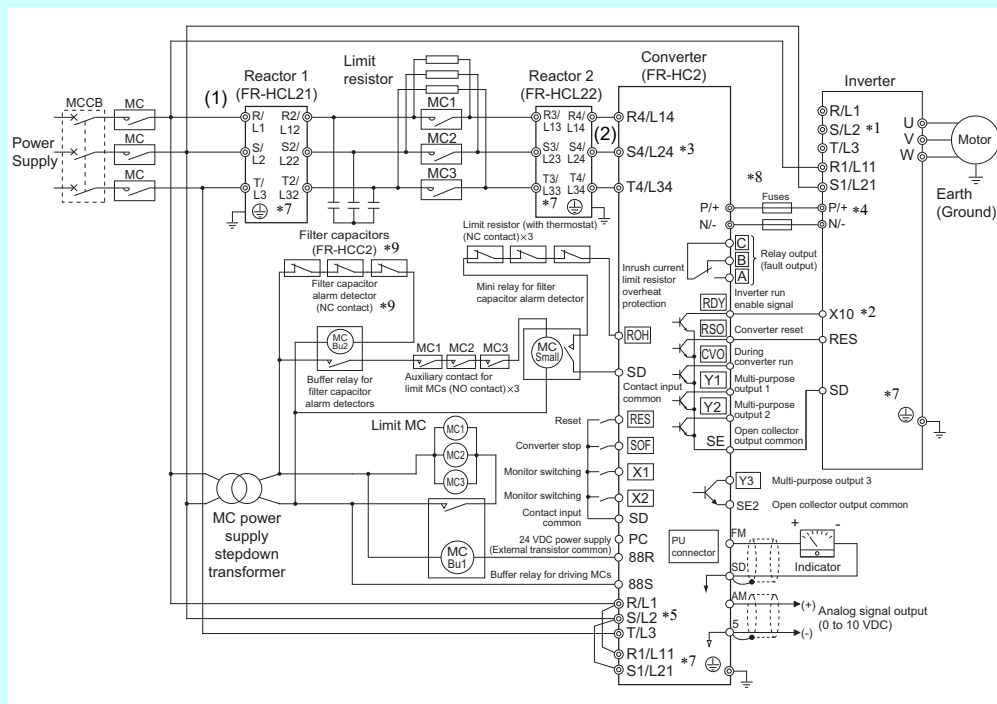 Converter
(FR-HC2)
Inverter
Limit
resistor
Reactor 1
(FR-HCL21)
Reactor 2
(FR-HCL22)
MCCB
MC
(1)
R/
L1
R2/
L12
MC1
R3/
L13
R4/
L14
(2)
R4/L14
R/L1
S/L2 *1
T/L3
U
V
W
Motor
Power
Supply
MC
S/
L2
S2/
L22
MC2
S3/
L23
S4/
L24
S4/L24 *3
R1/L11
S1/L21
Earth
(Ground)
MC
T/
L3
T2/
L32
MC3
T3/
L33
T4/
L34
T4/L34
*7
*7
*8
Fuses
P/+
N/-
P/+ *4
N/-
Filter capacitors
(FR-HCC2) *9
Limit resistor (with thermostat)
(NC contact)×3
Inrush current
limit resistor
overheat
protection
C
B
A
Relay output
(fault output)
Filter capacitor
alarm detector
(NC contact) *9
Mini relay for filter
capacitor alarm detector
RDY
Inverter run
enable signal
X10 *2
ROH
RSO
Converter reset
RES
MC
Bu2
MC1
MC2
MC3
MC
Small
CVO
During
converter run
Auxiliary contact for
limit MCs (NO contact)×3
Buffer relay for
filter capacitor
alarm detectors
SD
Contact input
common
Y1
Multi-purpose
output 1
Y2
Multi-purpose
output 2
SD
*7
SE
Open collector
output common
Limit MC
MC1
MC2
MC3
Reset
RES
Converter stop
SOF
Monitor switching
X1
Monitor switching
X2
Contact input
common
SD
Y3
Multi-purpose output 3
SE2
Open collector output common
MC power
supply
stepdown
transformer
24 VDC power supply
(External transistor common)
PC
MC
Bu1
88R
Buffer relay for driving MCs
88S
PU
connector
FM
+
-
Indicator
SD
R/L1
S/L2 *5
T/L3
R1/L11
S1/L21
*7
AM
(+)
5
(-)
Analog signal output
(0 to 10 VDC)